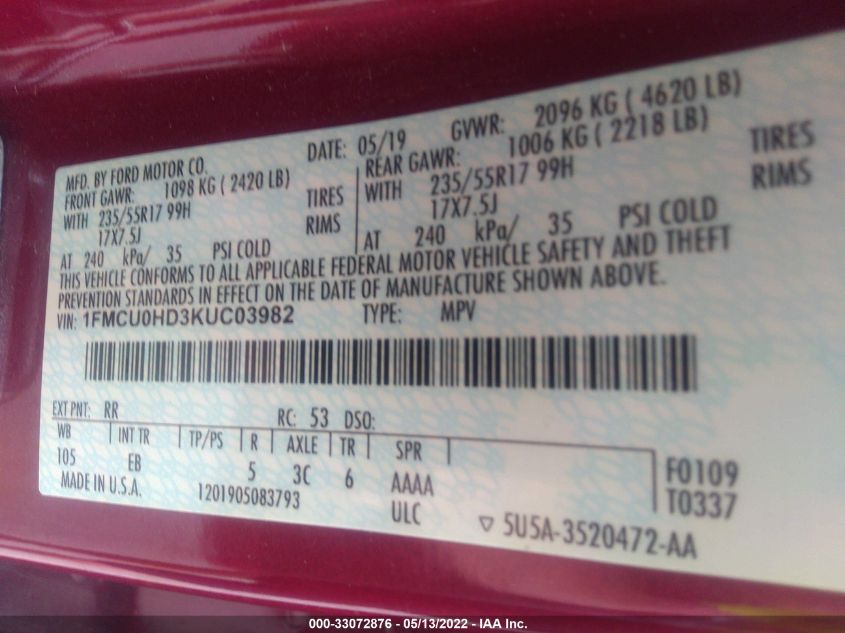 MFD. BY FORD MOTOR CO.
DATE: 05/19
GVWR: 2096 KG ( 4620 LB)
FRONT GAWR: 1098 KG ( 2420 LB)
REAR GAWR: 1006 KG ( 2218 LB)
WITH 235/55R17 99H TIRES
WITH 235/55R17 99H TIRES
17X7.5J RIMS
17X7.5J RIMS
AT 240 kPa/ 35 PSI COLD
AT 240 kPa/ 35 PSI COLD
THIS VEHICLE CONFORMS TO ALL APPLICABLE FEDERAL MOTOR VEHICLE SAFETY AND THEFT
PREVENTION STANDARDS IN EFFECT ON THE DATE OF MANUFACTURE SHOWN ABOVE.
VIN: 1FMCU0HD3KUC03982 TYPE: MPV
EXT PNT: RR RC: 53 DSO:
WB INT TR TP/PS R AXLE TR SPR
105 EB 5 3C 6 AAAA F0109
MADE IN U.S.A. 1201905083793 ULC T0337
5U5A-3520472-AA
000-33072876 - 05/13/2022 - IAA Inc.